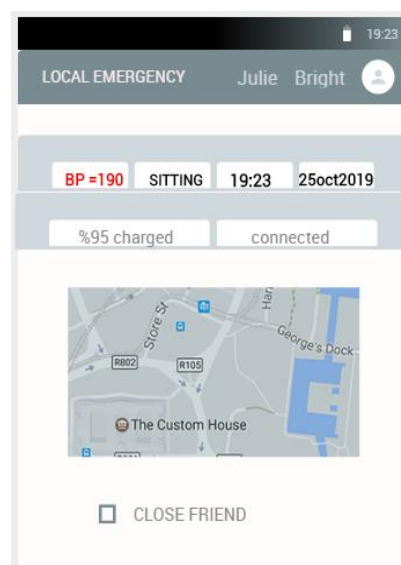 19:23
LOCAL EMERGENCY Julie Bright
BP =190 SITTING 19:23 25oct2019
%95 charged connected
Store St
Har
George's Dock
R802
R105
The Custom House
CLOSE FRIEND